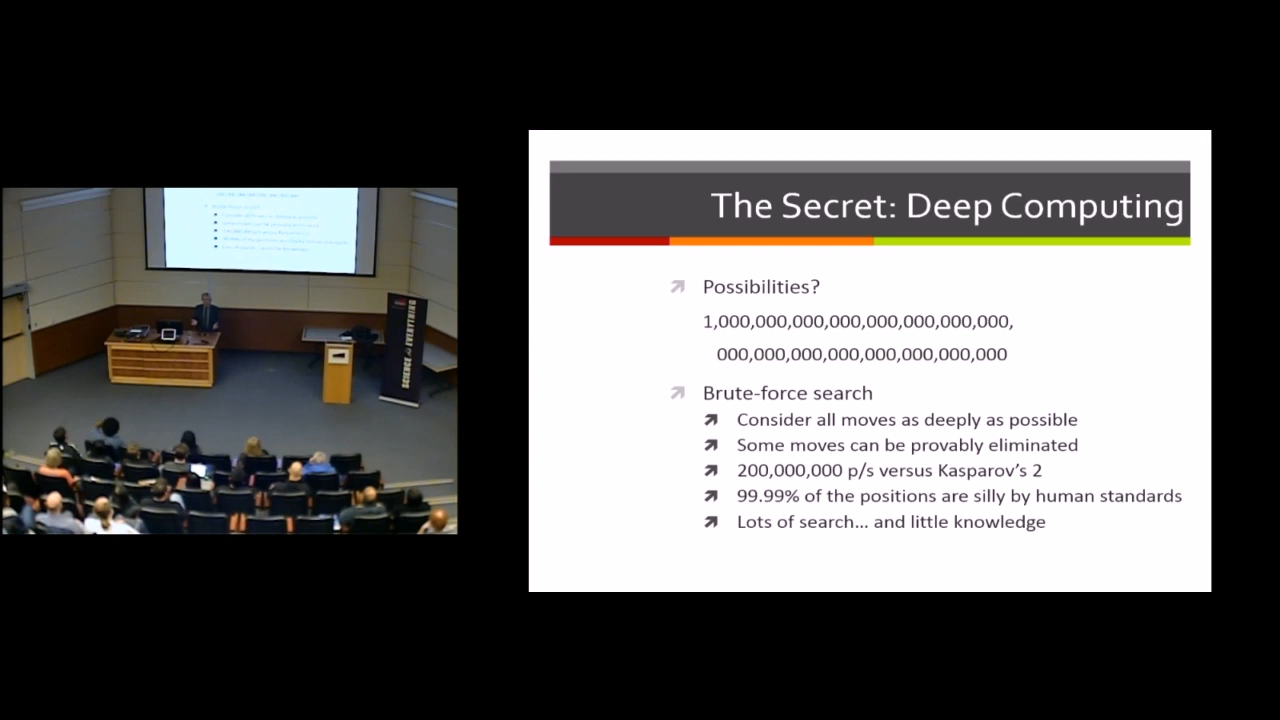 The Secret: Deep Computing
Possibilities?
1,000,000,000,000,000,000,000,000,
000,000,000,000,000,000,000,000
Brute-force search
Consider all moves as deeply as possible
Some moves can be provably eliminated
200,000,000 p/s versus Kasparov's 2
99.99% of the positions are silly by human standards
Lots of search... and little knowledge
SCIENCE of EVERYTHING